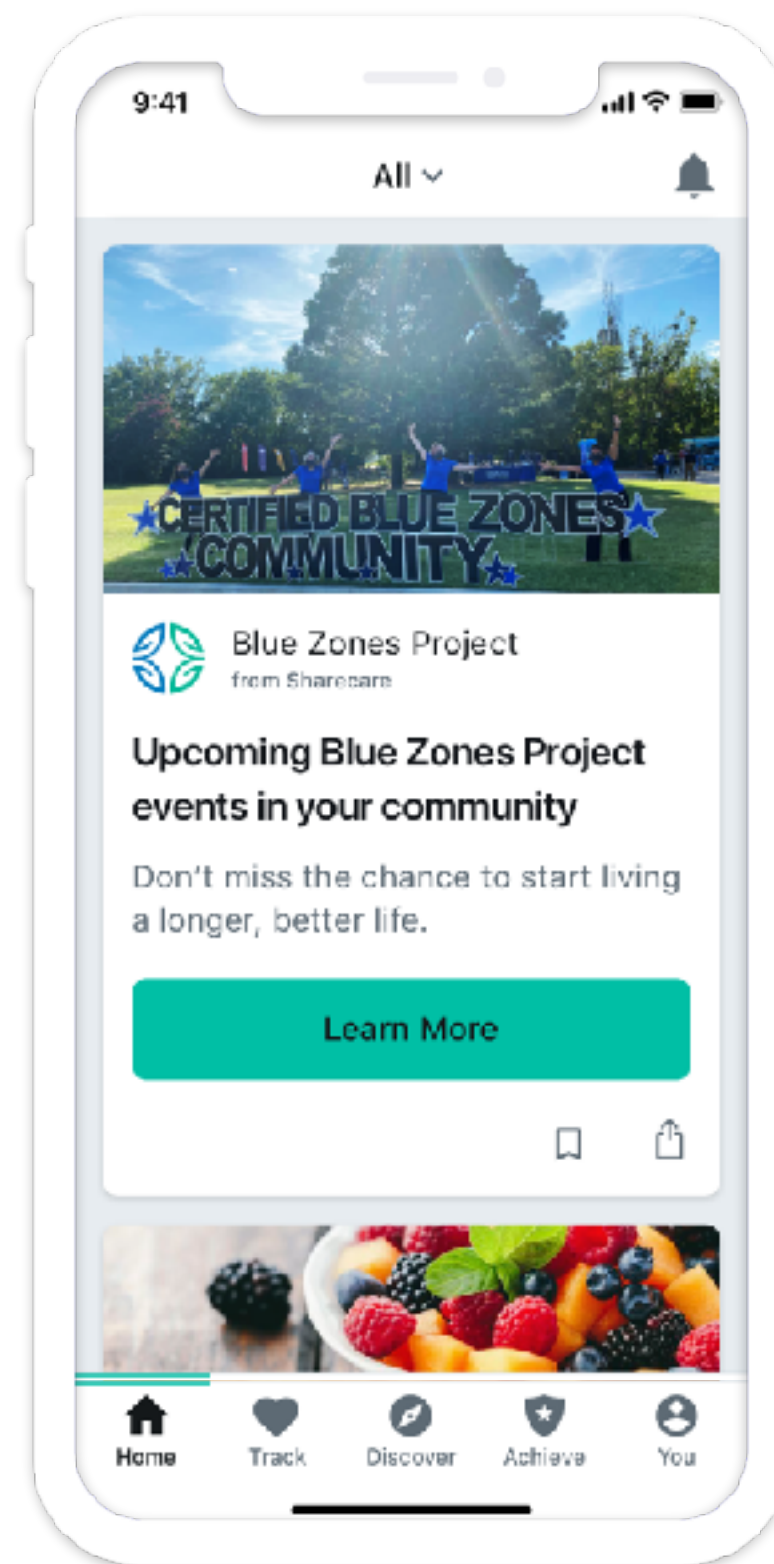 9:41
All
CERTIFIED BLUE ZONES
COMMUNITY
Blue Zones Project
from Sharecare
Upcoming Blue Zones Project
events in your community
Don't miss the chance to start living
a longer, better life.
Learn More
Home Track Discover Achieve You